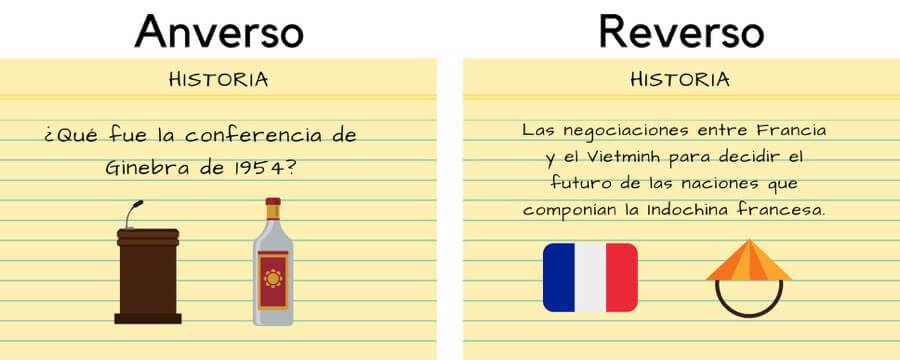 Anverso
HISTORIA
¿Qué fue la conferencia de
Ginebra de 1954?
Reverso
HISTORIA
Las negociaciones entre Francia
y el Vietminh para decidir el
futuro de las naciones que
componían la Indochina francesa.